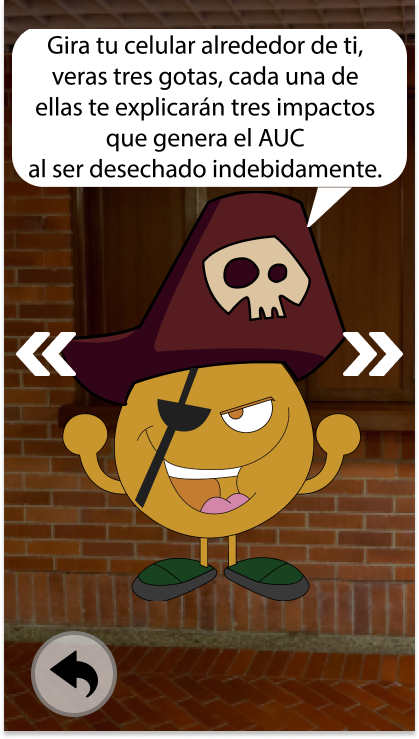 Gira tu celular alrededor de ti,
veras tres gotas, cada una de
ellas te explicarán tres impactos
que genera el AUC
al ser desechado indebidamente.